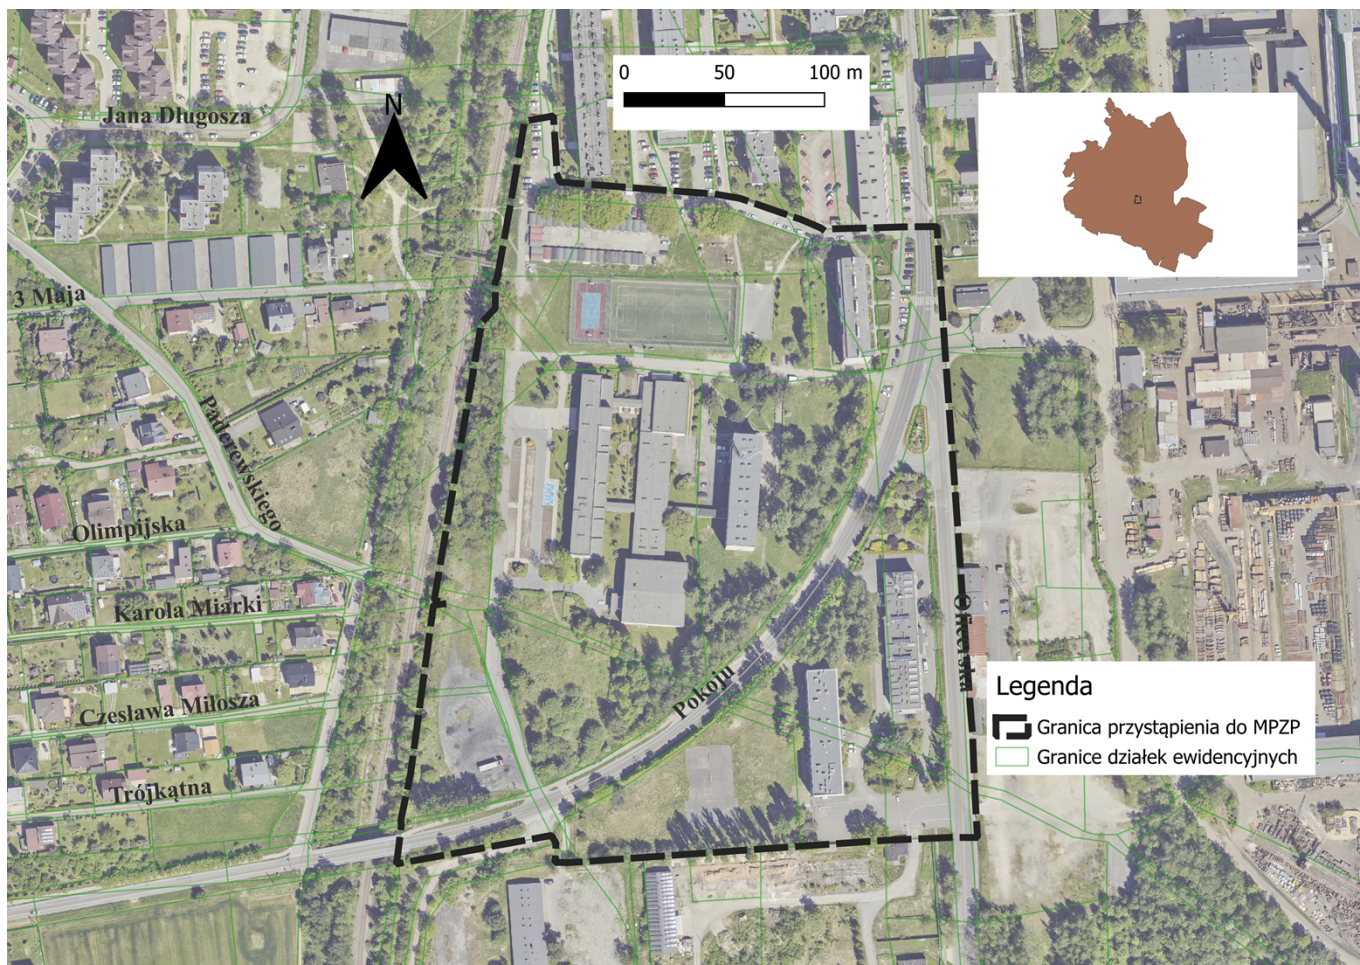 0 50 100 m
N
Jana Długosza
3 Maja
Paderewskiego
Olimpijska
Karola Miarki
Czesława Miłosza
Trójkątna
Pokoju
Legenda
Granica przystąpienia do MPZP
Granice działek ewidencyjnych